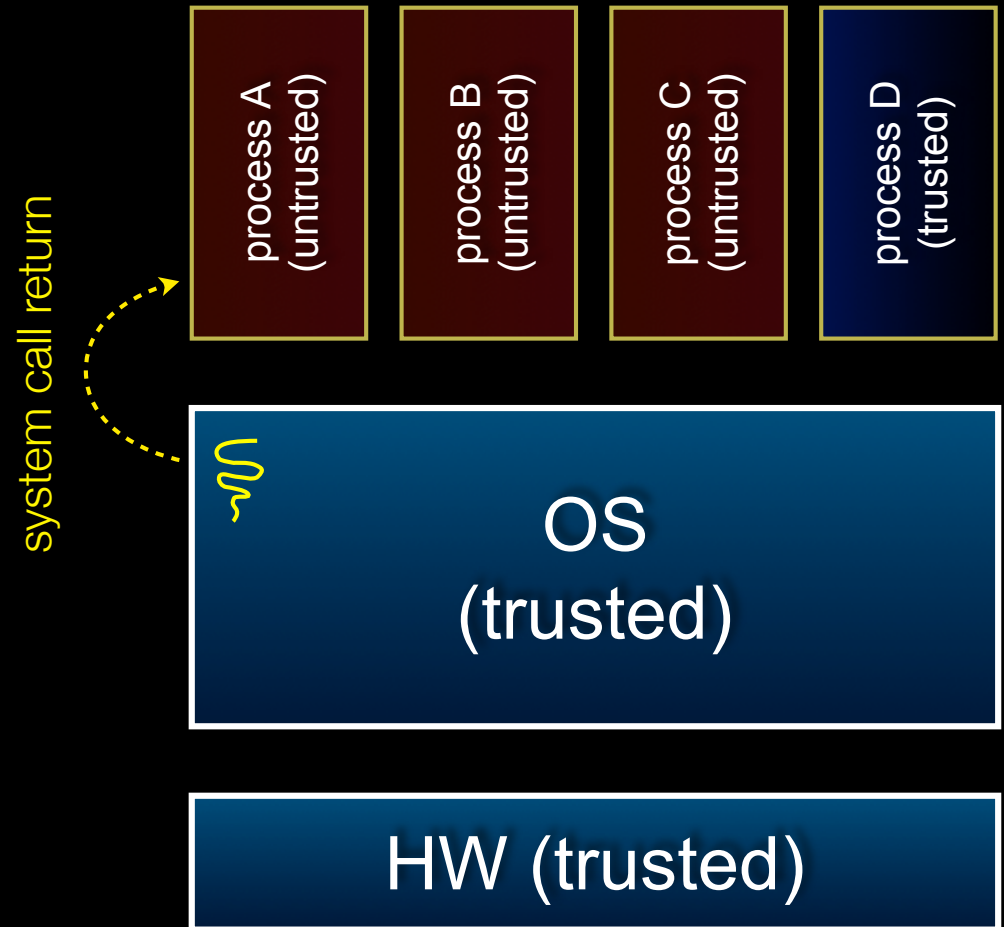 process A
(untrusted)
process B
(untrusted)
process C
(untrusted)
process D
(trusted)
system call return
OS
(trusted)
HW (trusted)